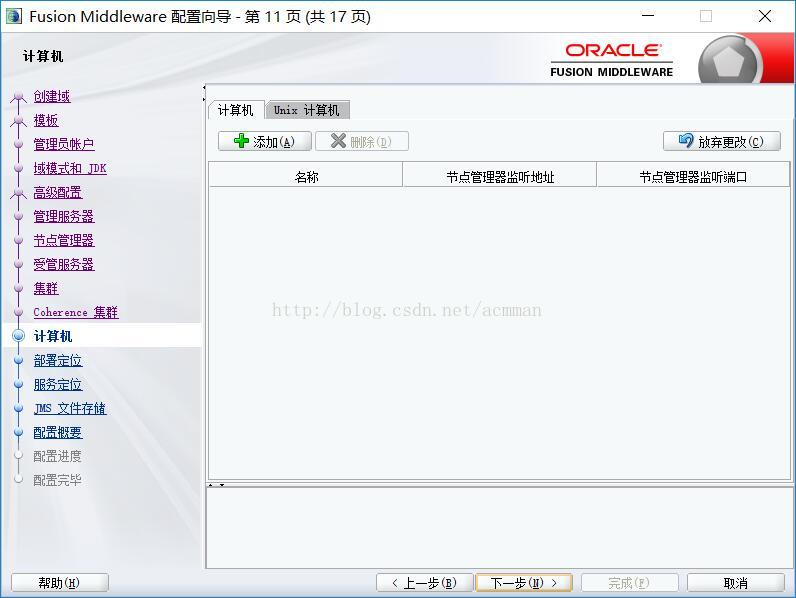 Fusion Middleware 配置向导 - 第 11 页 (共 17 页)
计算机
ORACLE
FUSION MIDDLEWARE
创建域
模板
管理员帐户
域模式和 JDK
高级配置
管理服务器
节点管理器
受管服务器
集群
Coherence 集群
计算机
部署定位
服务定位
JMS 文件存储
配置概要
配置进度
配置完毕
计算机 Unix 计算机
添加(A) 删除(D) 放弃更改(C)
名称 节点管理器监听地址 节点管理器监听端口
http://blog.csdn.net/acmman
帮助(H) < 上一步(B) 下一步(N) > 完成(F) 取消